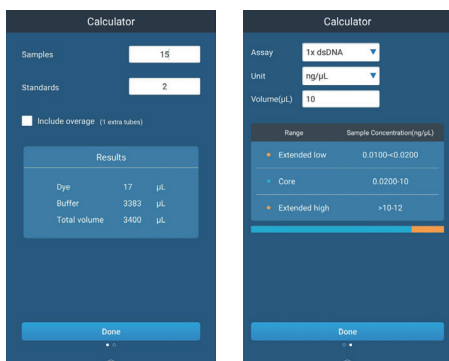 Calculator
Samples 15
Standards 2
Include overage (1 extra tubes)
Results
Dye 17 µL
Buffer 3383 µL
Total volume 3400 µL
Done
Calculator
Assay 1x dsDNA
Unit ng/µL
Volume(µL) 10
Range Sample Concentration(ng/µL)
Extended low 0.0100-<0.0200
Core 0.0200-10
Extended high >10-12
Done